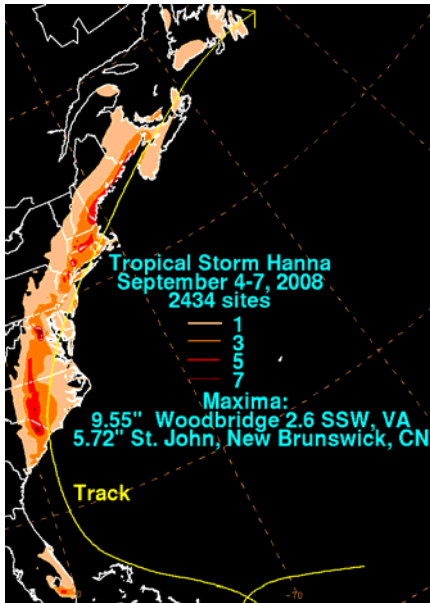 Tropical Storm Hanna
September 4-7, 2008
2434 sites
1
3
5
7
Maxima:
9.55" Woodbridge 2.6 SSW, VA
5.72" St. John, New Brunswick, CN
Track
-70